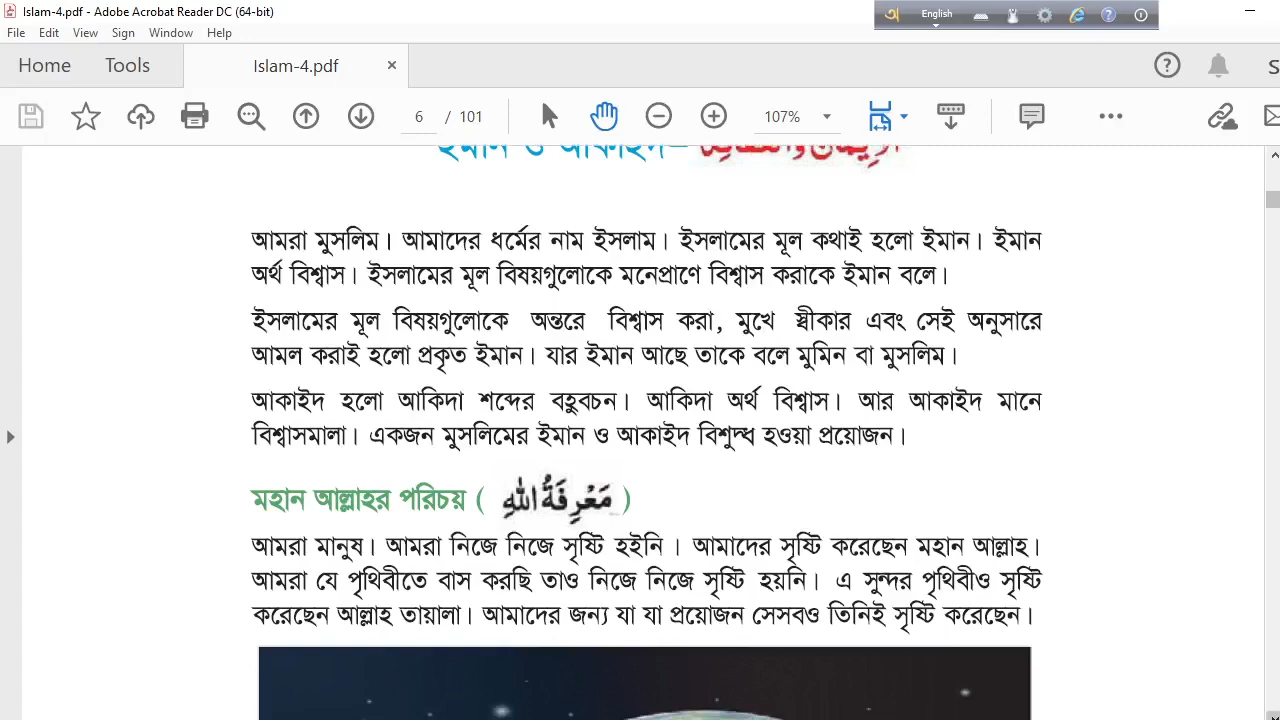 Islam-4.pdf - Adobe Acrobat Reader DC (64-bit)
English
File Edit View Sign Window Help
Home Tools Islam-4.pdf ×
6 / 101 107%
ইমান ও আকাইদ–
আমরা মুসলিম। আমাদের ধর্মের নাম ইসলাম। ইসলামের মূল কথাই হলো ইমান। ইমান
অর্থ বিশ্বাস। ইসলামের মূল বিষয়গুলোকে মনেপ্রাণে বিশ্বাস করাকে ইমান বলে।
ইসলামের মূল বিষয়গুলোকে অন্তরে বিশ্বাস করা, মুখে স্বীকার এবং সেই অনুসারে
আমল করাই হলো প্রকৃত ইমান। যার ইমান আছে তাকে বলে মুমিন বা মুসলিম।
আকাইদ হলো আকিদা শব্দের বহুবচন। আকিদা অর্থ বিশ্বাস। আর আকাইদ মানে
বিশ্বাসমালা। একজন মুসলিমের ইমান ও আকাইদ বিশুদ্ধ হওয়া প্রয়োজন।
মহান আল্লাহর পরিচয় ( مَعْرِفَةُ اللهِ )
আমরা মানুষ। আমরা নিজে নিজে সৃষ্টি হইনি । আমাদের সৃষ্টি করেছেন মহান আল্লাহ।
আমরা যে পৃথিবীতে বাস করছি তাও নিজে নিজে সৃষ্টি হয়নি। এ সুন্দর পৃথিবীও সৃষ্টি
করেছেন আল্লাহ তায়ালা। আমাদের জন্য যা যা প্রয়োজন সেসবও তিনিই সৃষ্টি করেছেন।